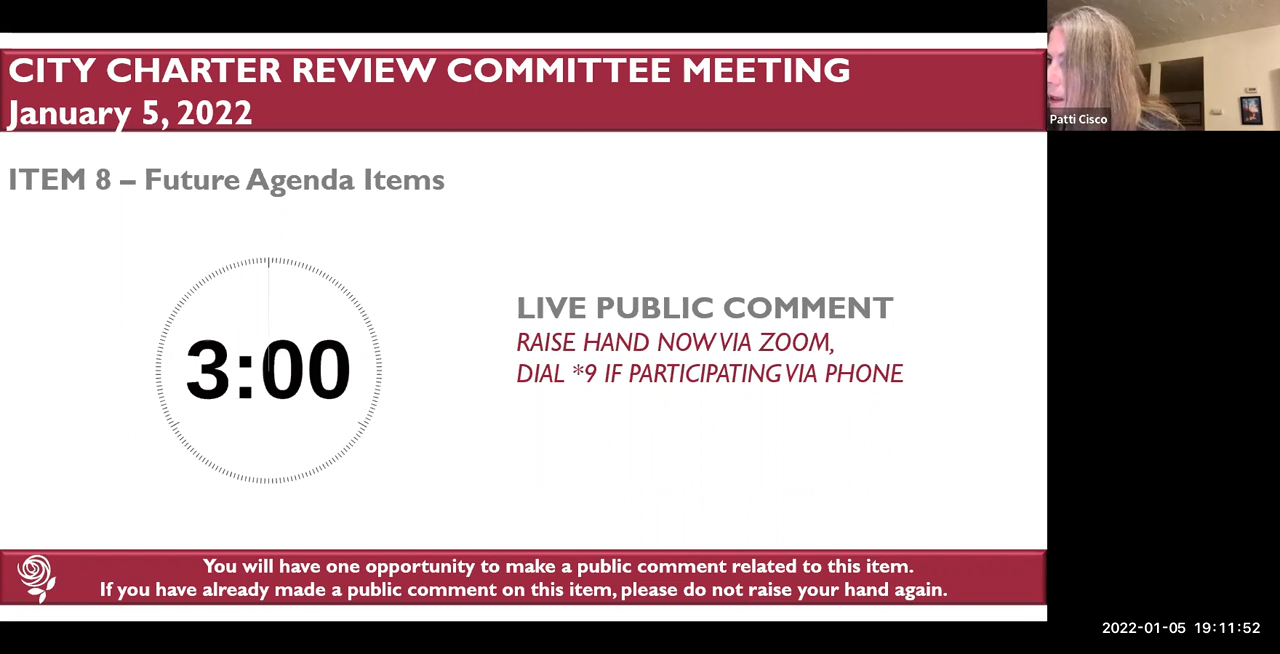 CITY CHARTER REVIEW COMMITTEE MEETING
January 5, 2022
Patti Cisco
ITEM 8 – Future Agenda Items
3:00
LIVE PUBLIC COMMENT
RAISE HAND NOW VIA ZOOM,
DIAL *9 IF PARTICIPATING VIA PHONE
You will have one opportunity to make a public comment related to this item.
If you have already made a public comment on this item, please do not raise your hand again.
2022-01-05 19:11:52